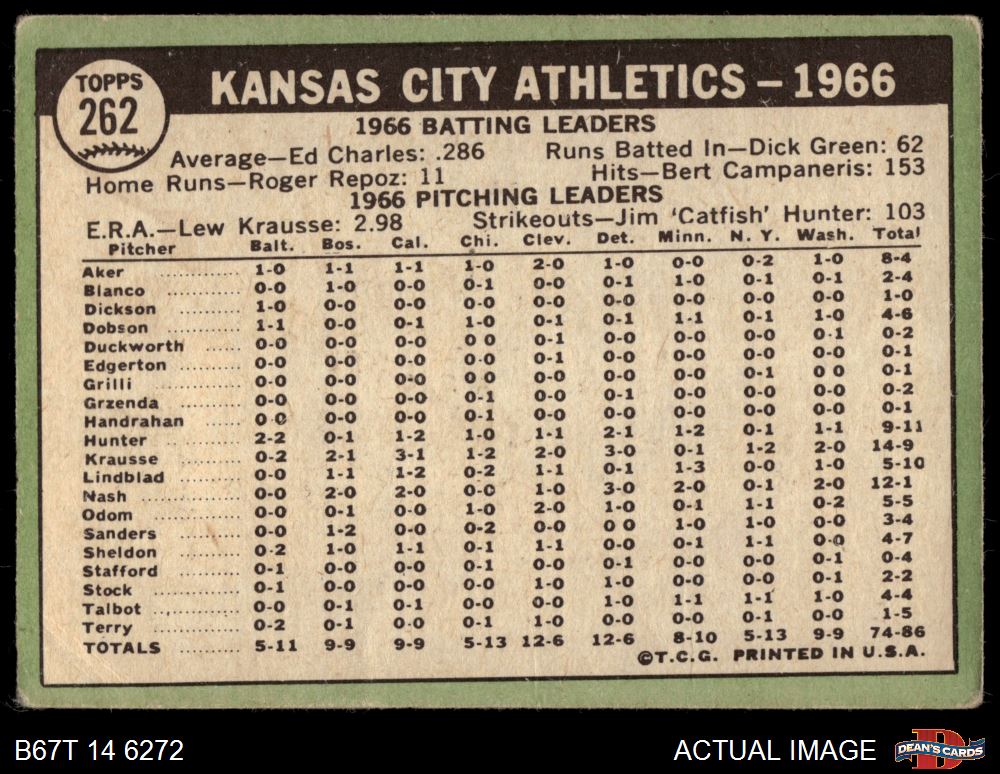 TOPPS
262
KANSAS CITY ATHLETICS – 1966
1966 BATTING LEADERS
Average—Ed Charles: .286 Runs Batted In—Dick Green: 62
Home Runs—Roger Repoz: 11 Hits—Bert Campaneris: 153
1966 PITCHING LEADERS
E.R.A.—Lew Krausse: 2.98 Strikeouts—Jim 'Catfish' Hunter: 103
Pitcher Balt. Bos. Cal. Chi. Clev. Det. Minn. N. Y. Wash. Total
Aker ............ 1-0 1-1 1-1 1-0 2-0 1-0 0-0 0-2 1-0 8-4
Blanco ............ 0-0 1-0 0-0 0-1 0-0 0-1 1-0 0-1 0-1 2-4
Dickson ............ 1-0 0-0 0-0 0-0 0-0 0-0 0-0 0-0 0-0 1-0
Dobson ............ 1-1 0-0 0-1 1-0 0-1 0-1 1-1 0-1 1-0 4-6
Duckworth ...... 0-0 0-0 0-0 0 0 0-1 0-0 0-0 0-0 0-1 0-2
Edgerton ......... 0-0 0-0 0-0 0-0 0-1 0-0 0-0 0-0 0-0 0-1
Grilli ............ 0-0 0-0 0-0 0 0 0-0 0-0 0-0 0-1 0 0 0-1
Grzenda ......... 0-0 0-0 0-0 0-1 0-1 0-0 0-0 0-0 0-0 0-2
Handrahan ...... 0 0 0-0 0-0 0-1 0-0 0-0 0-0 0-0 0-0 0-1
Hunter ............ 2-2 0-1 1-2 1-0 1-1 2-1 1-2 0-1 1-1 9-11
Krausse ............ 0-2 2-1 3-1 1-2 2-0 3-0 0-1 1-2 2-0 14-9
Lindblad ......... 0-0 1-1 1-2 0-2 1-1 0-1 1-3 0-0 1-0 5-10
Nash ............ 0-0 2-0 2-0 0-0 1-0 3-0 2-0 0-1 2-0 12-1
Odom ............ 0-0 0-1 0-0 1-0 2-0 1-0 0-1 1-1 0-2 5-5
Sanders ......... 0-0 1-2 0-0 0-2 0-0 0 0 1-0 1-0 0-0 3-4
Sheldon ......... 0-2 1-0 1-1 0-1 1-1 0-0 0-1 1-1 0-0 4-7
Stafford ......... 0-1 0-0 0-0 0-1 0-0 0-1 0-0 0-0 0-1 0-4
Stock ............ 0-1 0-0 0-0 0-0 1-0 1-0 0-0 0-0 0-1 2-2
Talbot ............ 0-0 0-1 0-1 0-0 0-0 1-0 1-1 1-1 1-0 4-4
Terry ............ 0-2 0-1 0-0 0-1 1-0 0-0 0-0 0-1 0-0 1-5
TOTALS ......... 5-11 9-9 9-9 5-13 12-6 12-6 8-10 5-13 9-9 74-86
©T.C.G. PRINTED IN U.S.A.
B67T 14 6272 ACTUAL IMAGE
D
DEAN'S CARDS